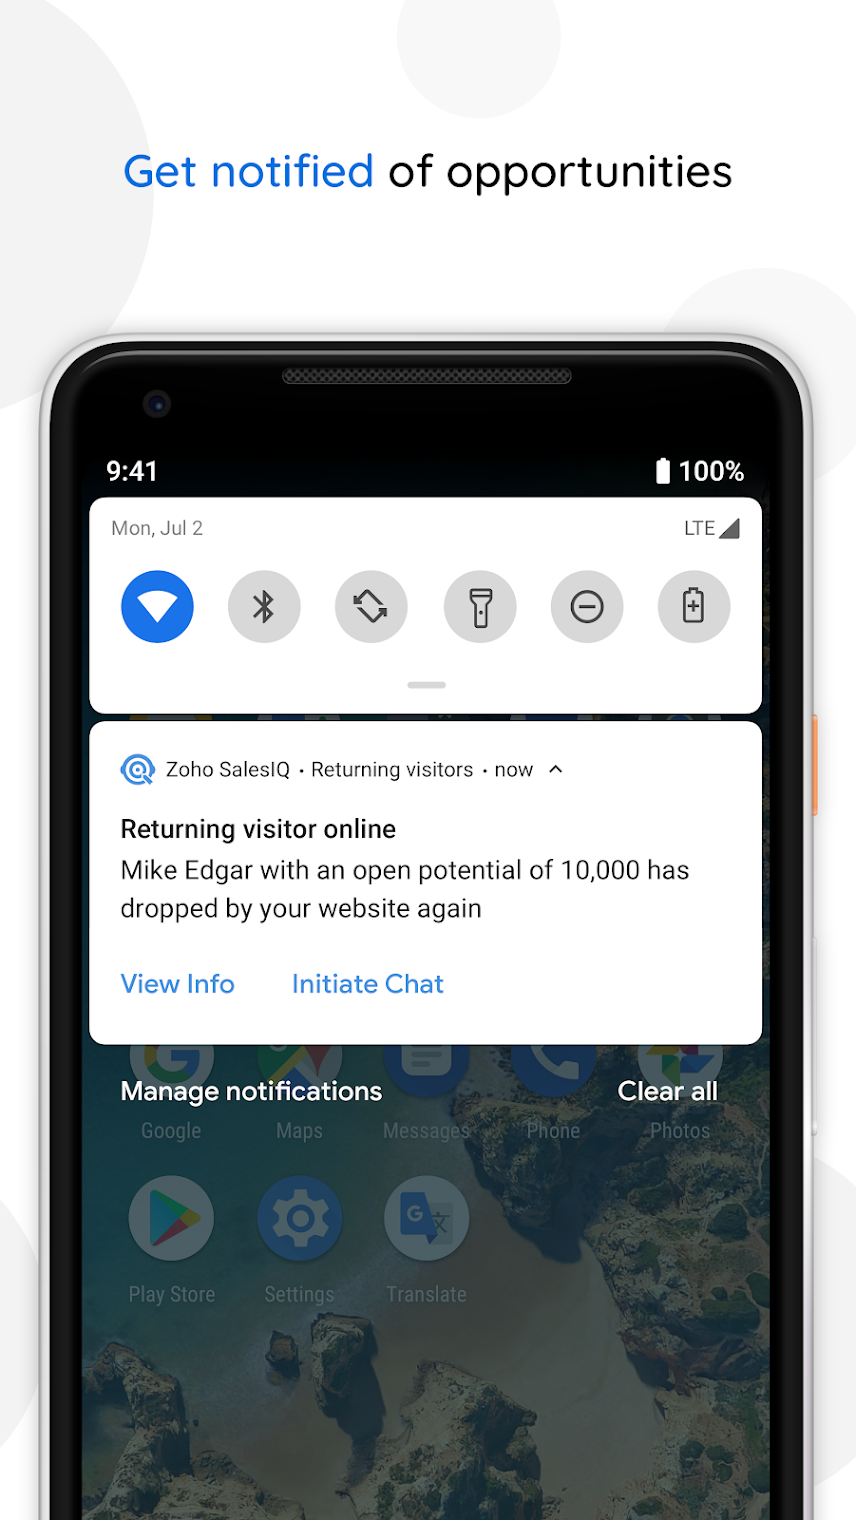 Get notified of opportunities
9:41
100%
Mon, Jul 2
LTE
Zoho SalesIQ • Returning visitors • now
Returning visitor online
Mike Edgar with an open potential of 10,000 has
dropped by your website again
View Info
Initiate Chat
Manage notifications
Clear all
Google
Maps
Messages
Phone
Photos
Play Store
Settings
Translate